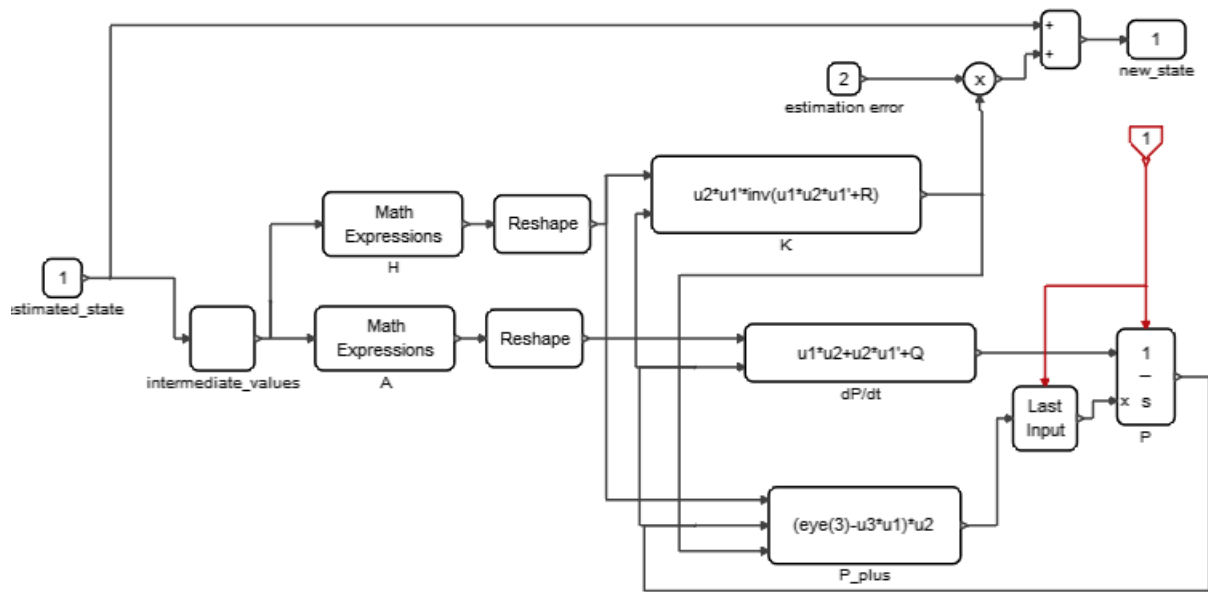 +
+
1
new_state
2
x
estimation error
1
u2*u1'*inv(u1*u2*u1'+R)
K
Math
Expressions
H
Reshape
1
stimated_state
intermediate_values
Math
Expressions
A
Reshape
u1*u2+u2*u1'+Q
dP/dt
1
–
s
x
P
Last
Input
(eye(3)-u3*u1)*u2
P_plus